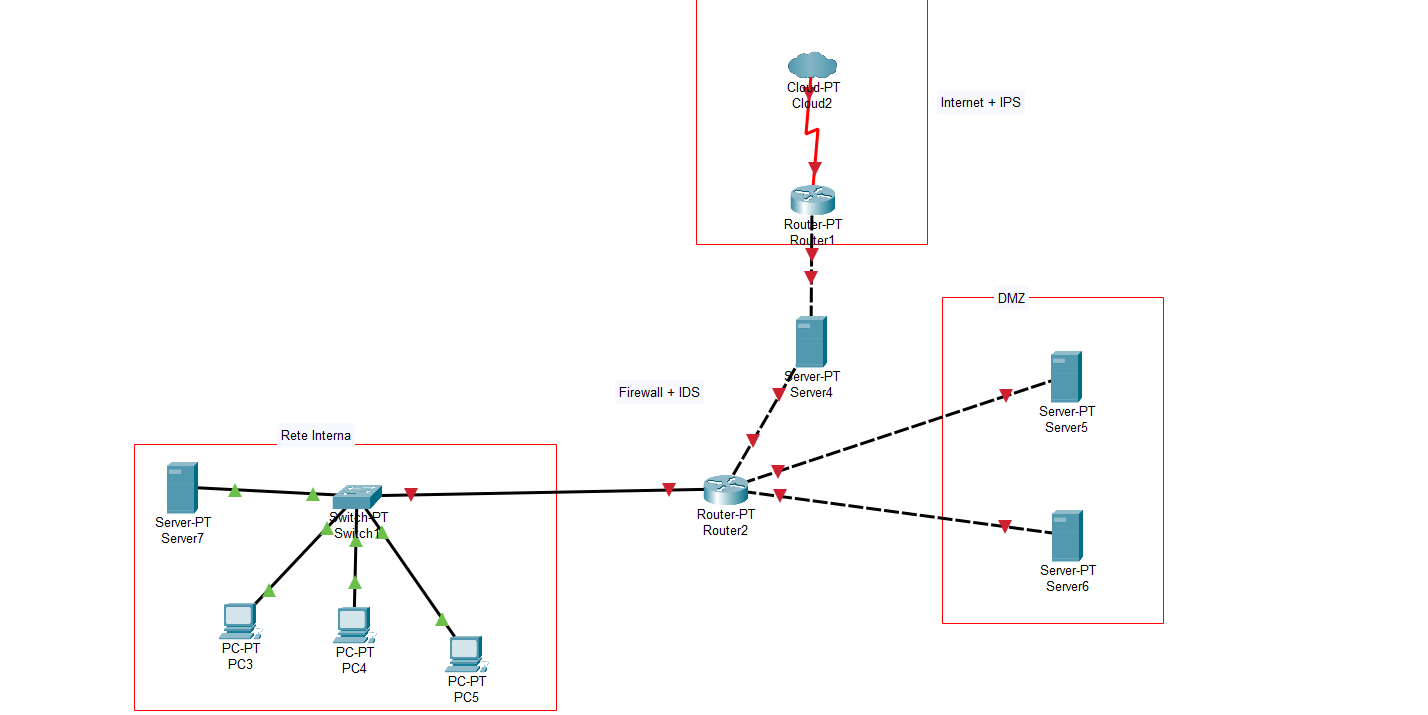 Cloud-PT
Cloud2
Internet + IPS
Router-PT
Router1
DMZ
Server-PT
Server4
Firewall + IDS
Server-PT
Server5
Rete Interna
Server-PT
Server7
Switch-PT
Switch1
Router-PT
Router2
Server-PT
Server6
PC-PT
PC3
PC-PT
PC4
PC-PT
PC5